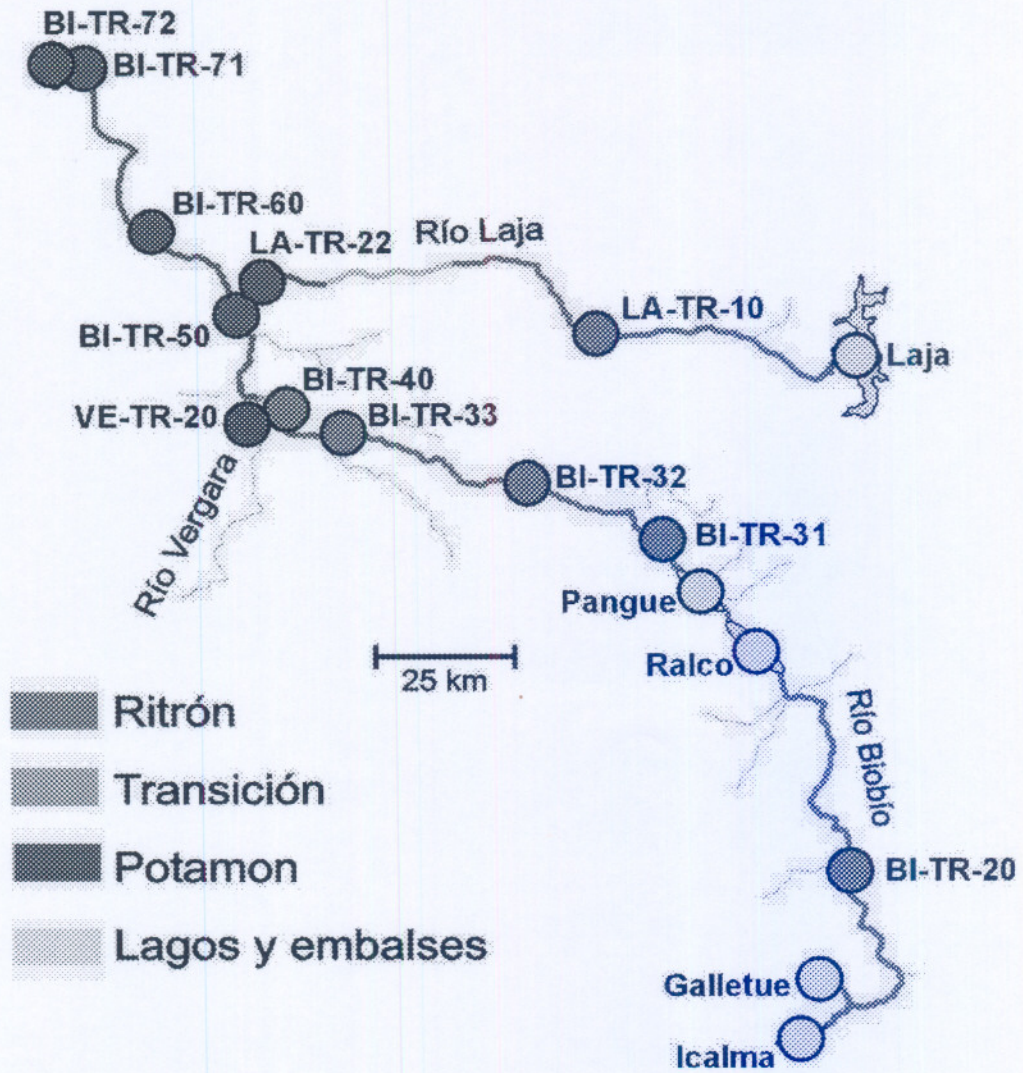 BI-TR-72
BI-TR-71
BI-TR-60
LA-TR-22
Río Laja
LA-TR-10
BI-TR-50
Laja
BI-TR-40
VE-TR-20
BI-TR-33
BI-TR-32
Río Vergara
BI-TR-31
Pangue
Ralco
25 km
Ritrón
Río Biobío
Transición
Potamon
BI-TR-20
Lagos y embalses
Galletue
Icalma